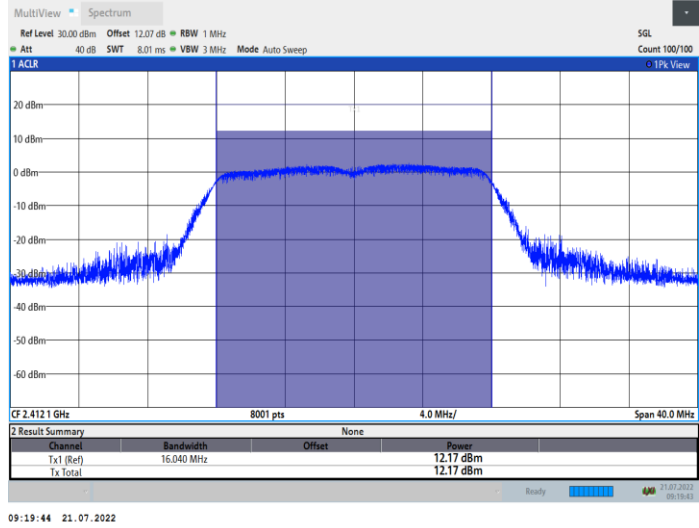 MultiView Spectrum
Ref Level 30.00 dBm Offset 12.07 dB RBW 1 MHz SGL
Att 40 dB SWT 8.01 ms VBW 3 MHz Mode Auto Sweep Count 100/100
1 ACLR 1Pk View
20 dBm
10 dBm
0 dBm
-10 dBm
-20 dBm
-30 dBm
-40 dBm
-50 dBm
-60 dBm
CF 2.412 1 GHz 8001 pts 4.0 MHz/ Span 40.0 MHz
2 Result Summary None
Channel Bandwidth Offset Power
Tx1 (Ref) 16.040 MHz 12.17 dBm
Tx Total 12.17 dBm
Ready 21.07.2022
09:19:43
09:19:44 21.07.2022